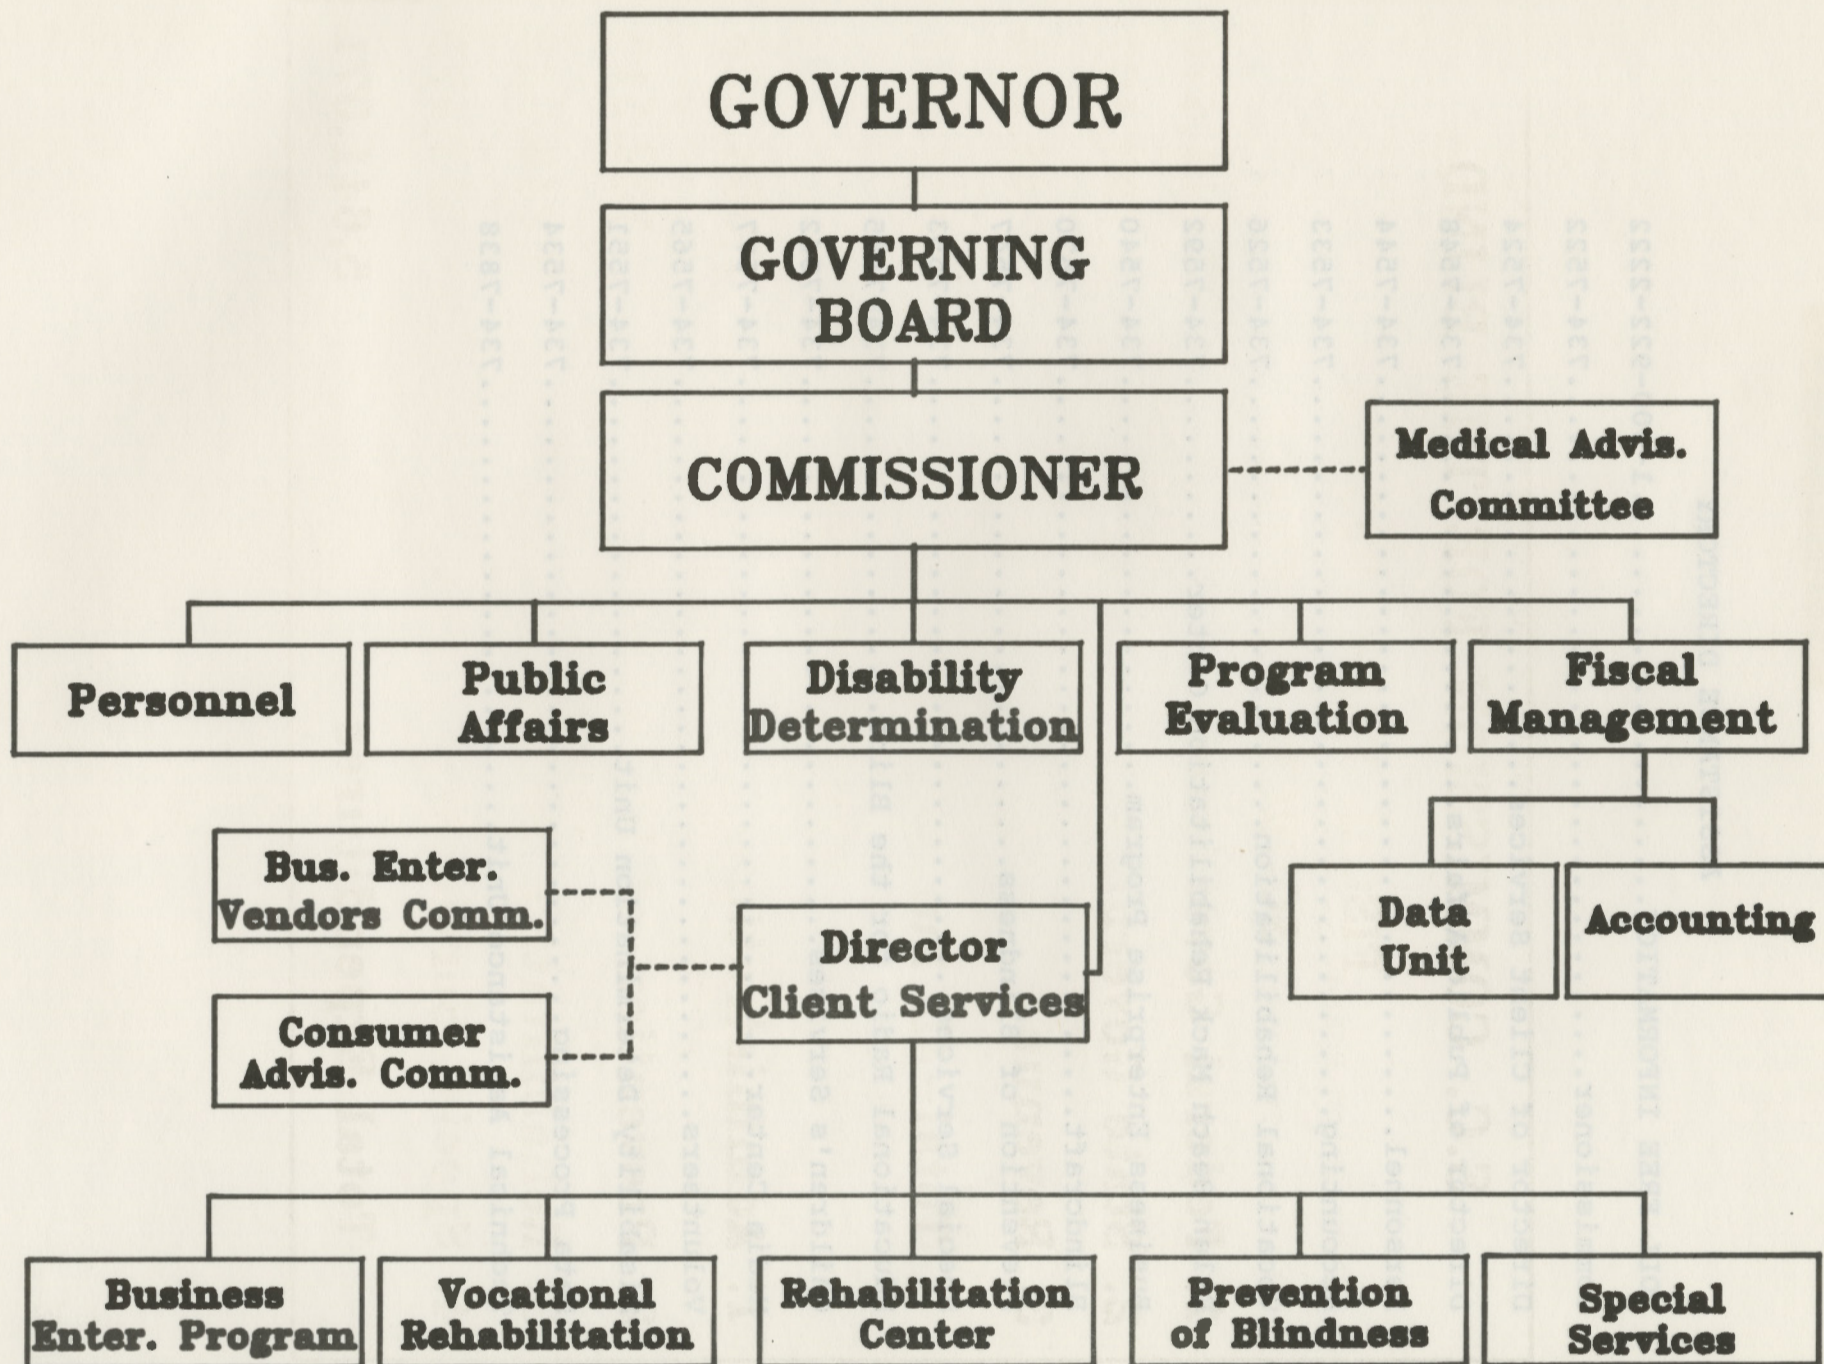 GOVERNOR
GOVERNING
BOARD
COMMISSIONER
Medical Advis.
Committee
Personnel
Public
Affairs
Disability
Determination
Program
Evaluation
Fiscal
Management
Bus. Enter.
Vendors Comm.
Consumer
Advis. Comm.
Director
Client Services
Data
Unit
Accounting
Business
Enter. Program
Vocational
Rehabilitation
Rehabilitation
Center
Prevention
of Blindness
Special
Services